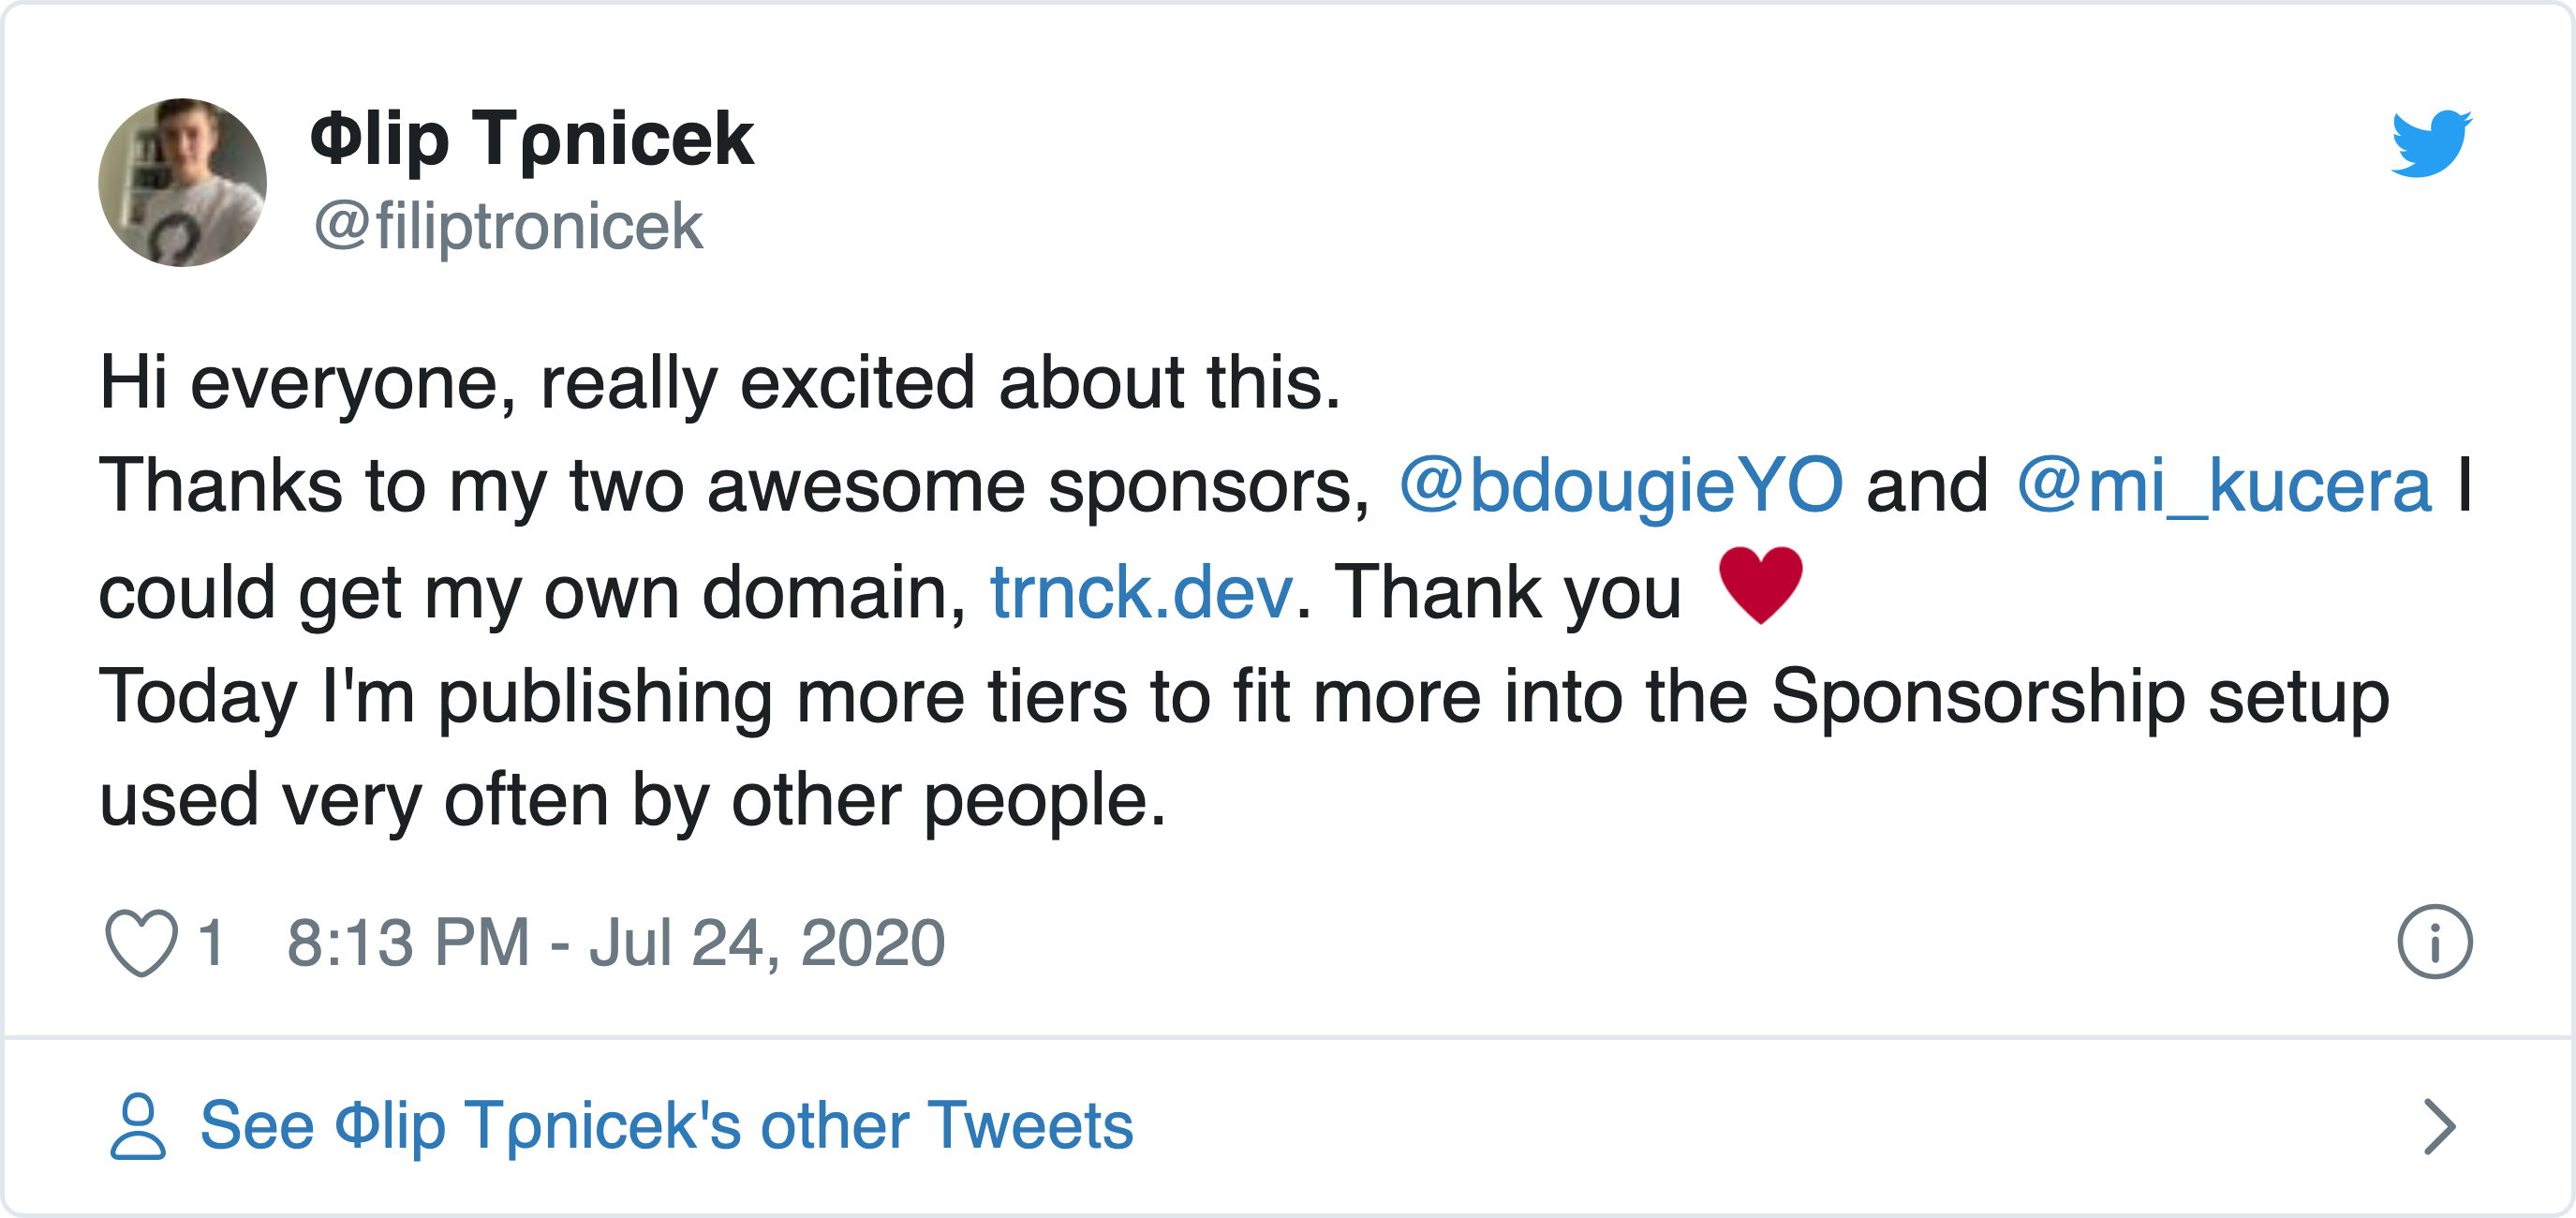 Φlip Tρnicek
@filiptronicek
Hi everyone, really excited about this.
Thanks to my two awesome sponsors, @bdougieYO and @mi_kucera I
could get my own domain, trnck.dev. Thank you ❤
Today I'm publishing more tiers to fit more into the Sponsorship setup
used very often by other people.
1 8:13 PM - Jul 24, 2020
See Φlip Tρnicek's other Tweets